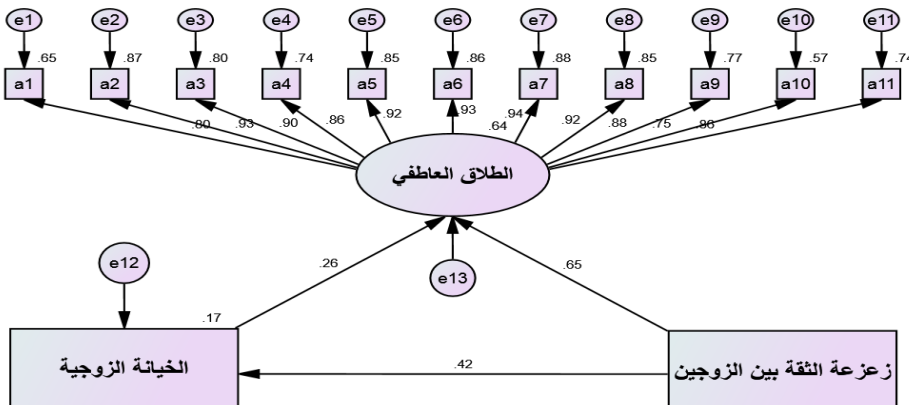 e1 e2 e3 e4 e5 e6 e7 e8 e9 e10 e11
.65 .87 .80 .74 .85 .86 .88 .85 .77 .57 .74
a1 a2 a3 a4 a5 a6 a7 a8 a9 a10 a11
.80 .93 .90 .86 .92 .93 .64 .94 .92 .88 .75 .86
الطلاق العاطفي
e12 .26 e13 .65
.17
الخيانة الزوجية .42 زعزعة الثقة بين الزوجين